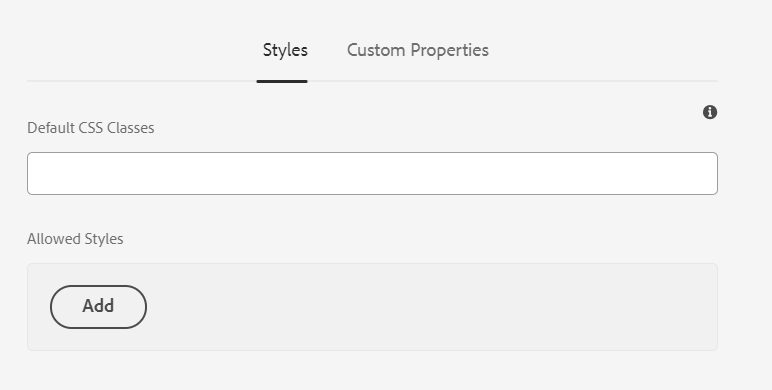 Styles Custom Properties
Default CSS Classes
Allowed Styles
Add